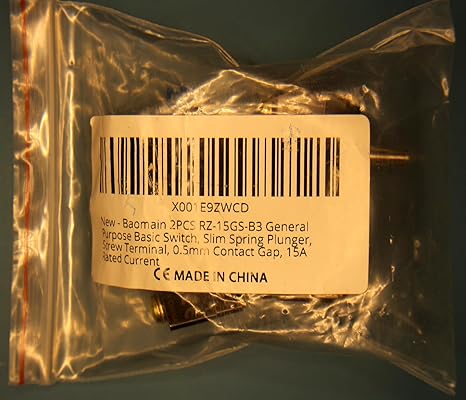 X001E9ZWCD
New - Baomain 2PCS RZ-15GS-B3 General
Purpose Basic Switch, Slim Spring Plunger,
Screw Terminal, 0.5mm Contact Gap, 15A
Rated Current
CE MADE IN CHINA